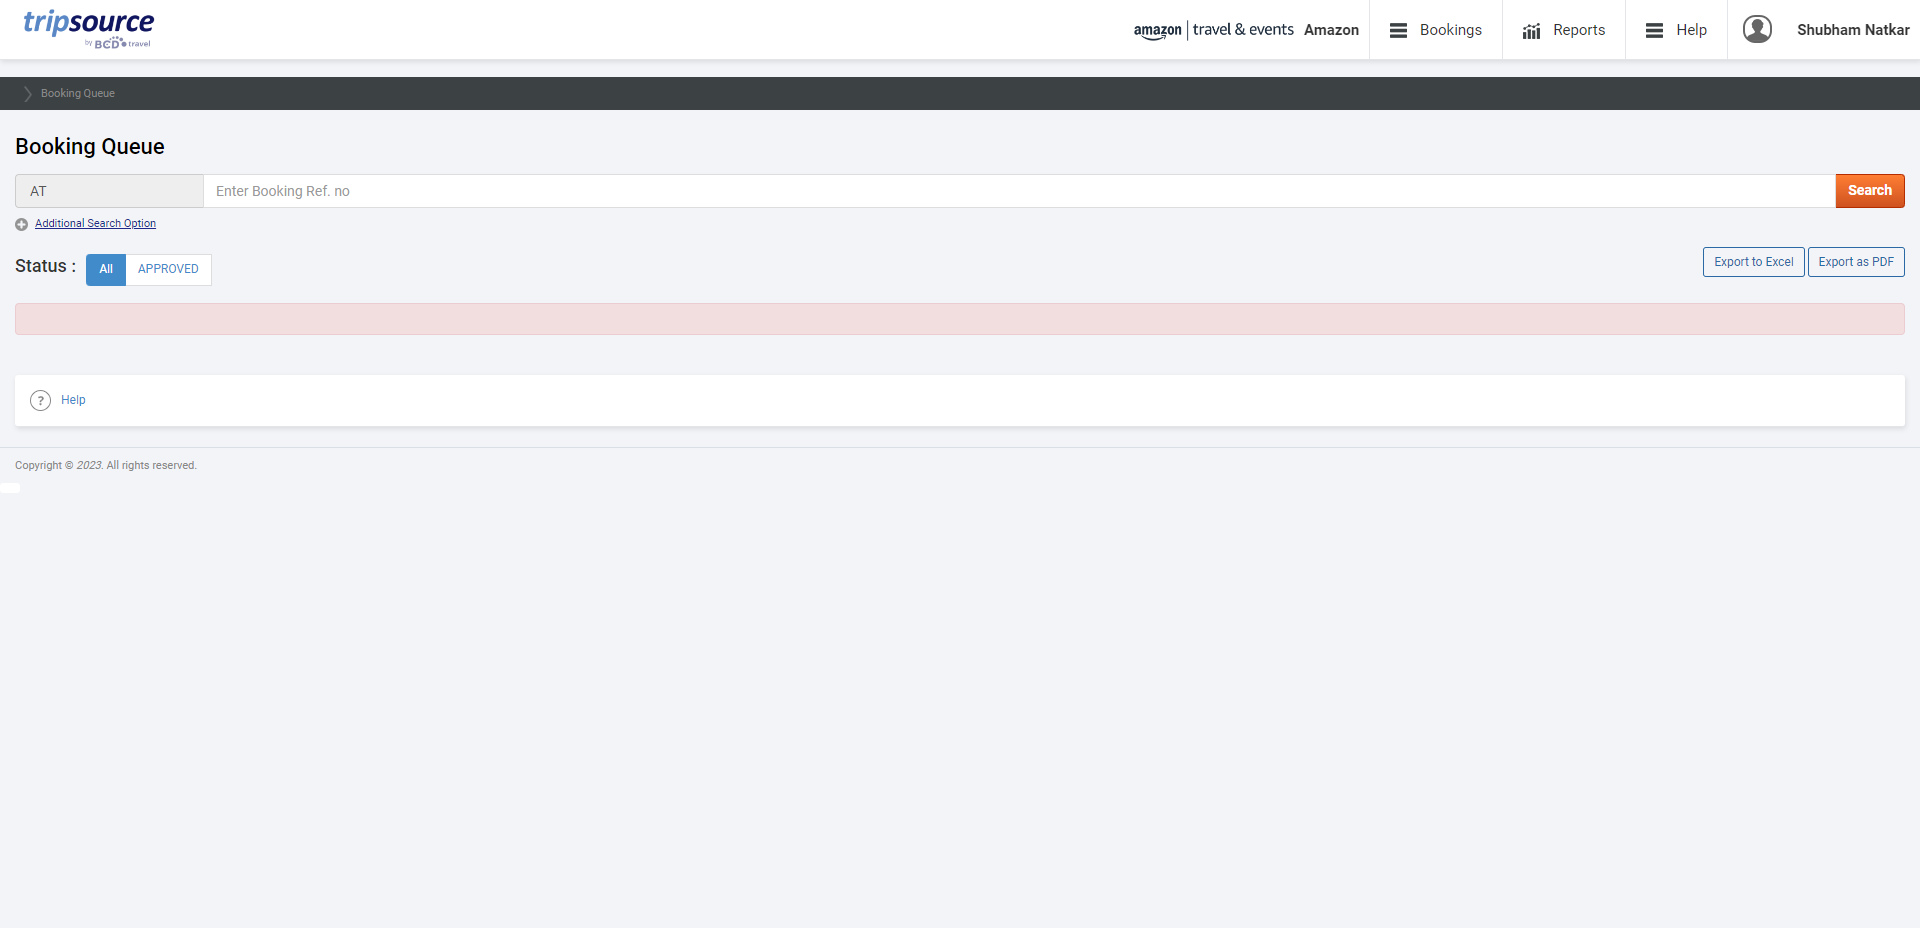 tripsource
by BCD travel
amazon | travel & events Amazon
Bookings
Reports
Help
Shubham Natkar
Booking Queue
Booking Queue
AT
Enter Booking Ref. no
Search
Additional Search Option
Status :
All
APPROVED
Export to Excel
Export as PDF
? Help
Copyright © 2023. All rights reserved.